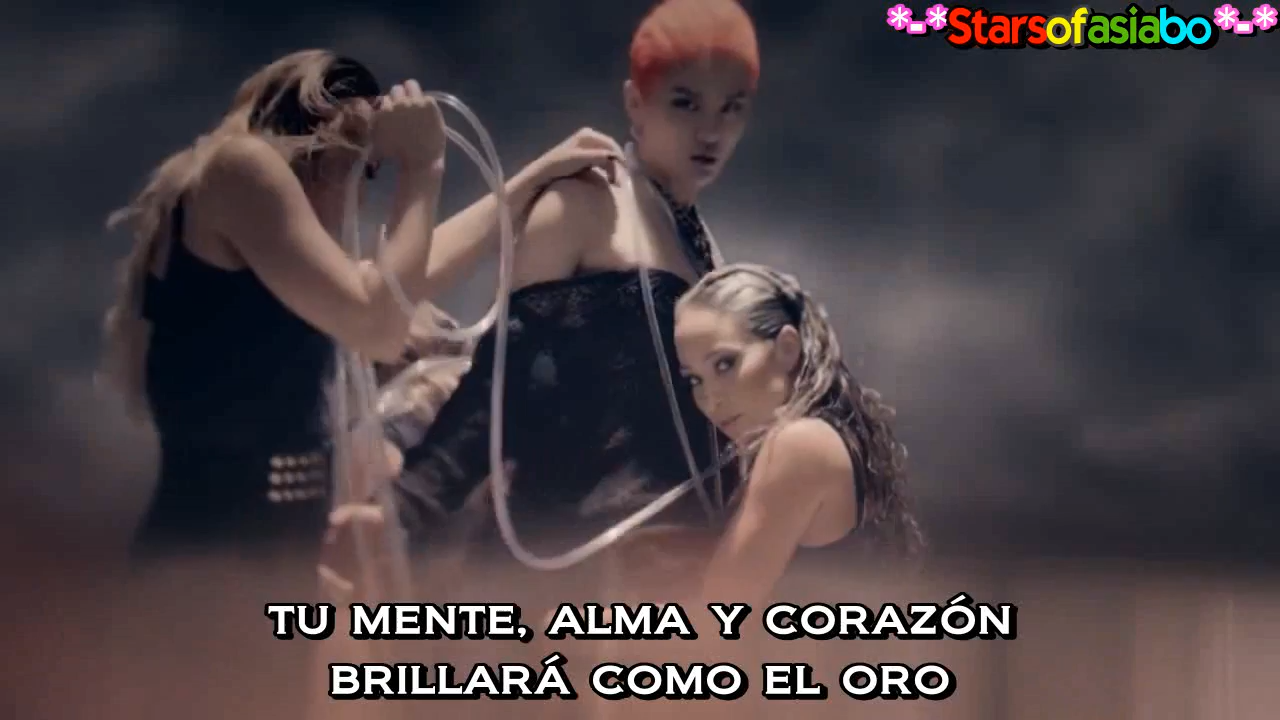 *-*Starsofasiabo*-*
TU MENTE, ALMA Y CORAZÓN
BRILLARÁ COMO EL ORO